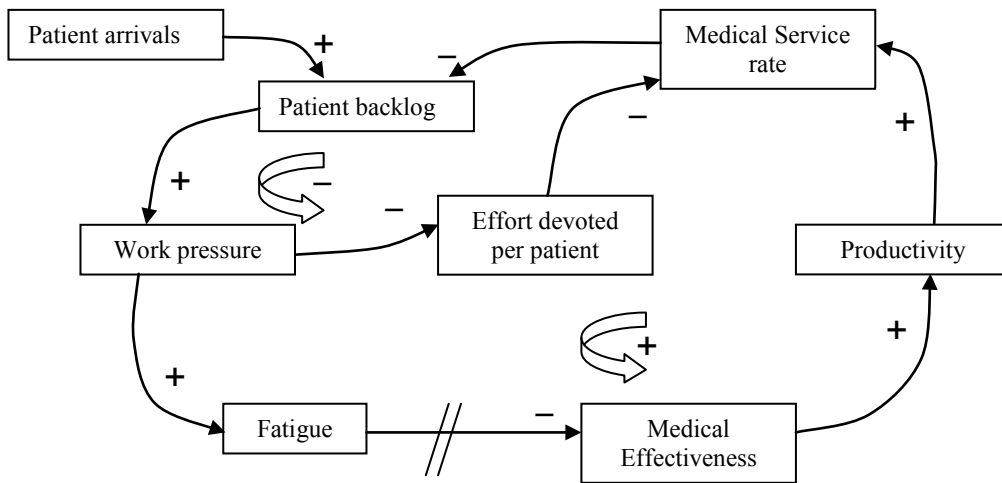 Patient arrivals
+
Medical Service
rate
−
Patient backlog
−
+
+
−
−
Effort devoted
per patient
Work pressure
Productivity
+
+
+
Fatigue
−
Medical
Effectiveness